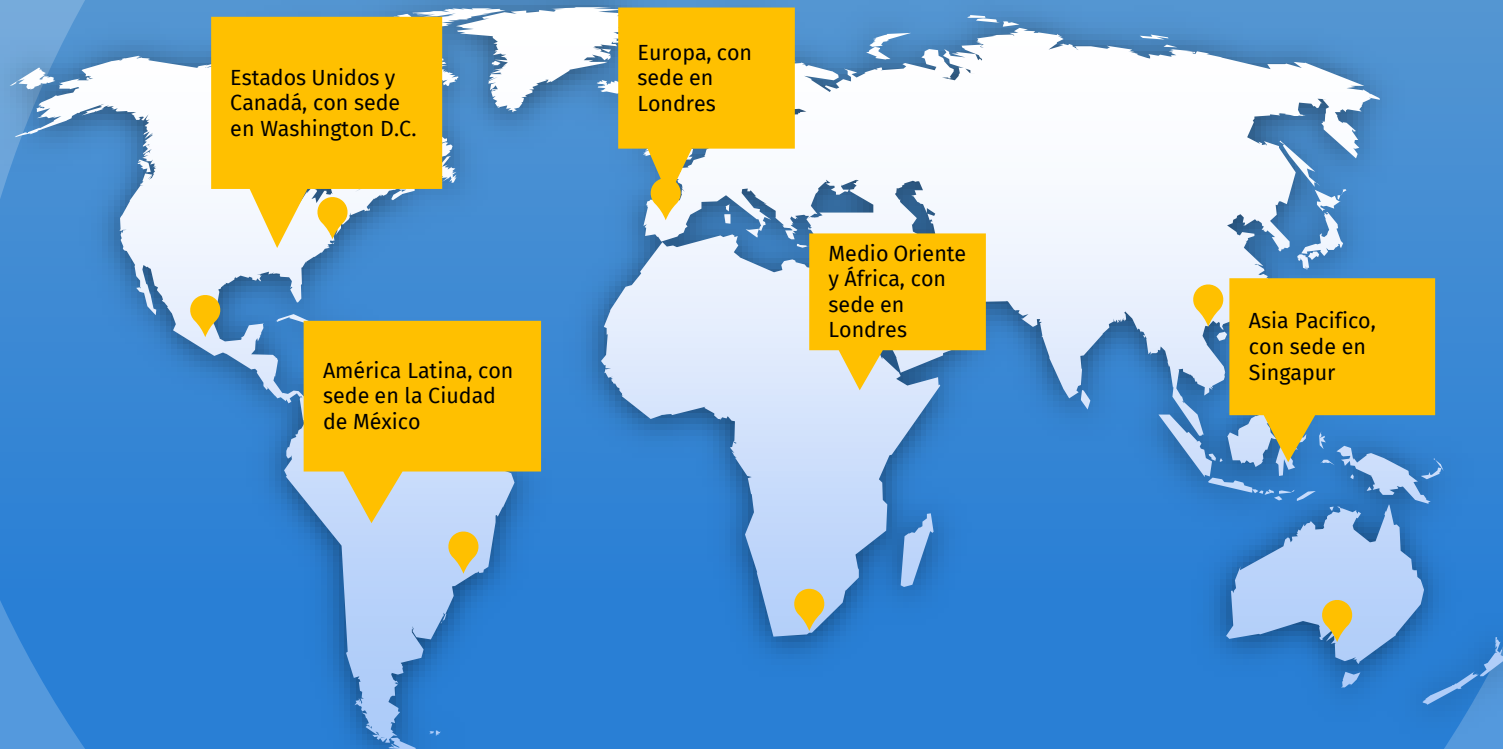 Estados Unidos y
Canadá, con sede
en Washington D.C.
Europa, con
sede en
Londres
Medio Oriente
y África, con
sede en
Londres
Asia Pacifico,
con sede en
Singapur
América Latina, con
sede en la Ciudad
de México